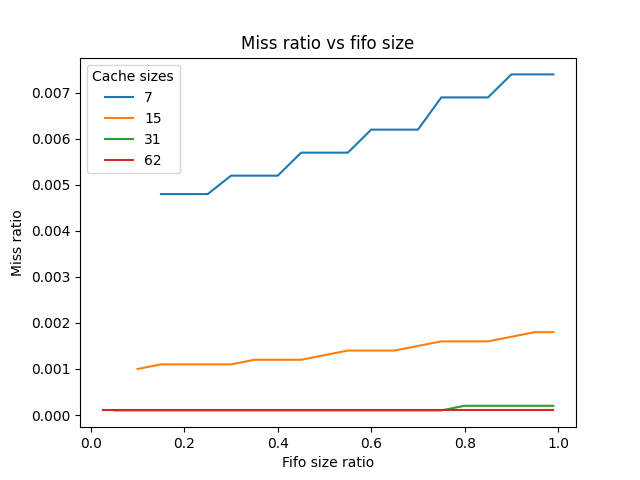 Miss ratio vs fifo size
Cache sizes
7
15
31
62
0.007
0.006
0.005
0.004
0.003
0.002
0.001
0.000
Miss ratio
0.0 0.2 0.4 0.6 0.8 1.0
Fifo size ratio